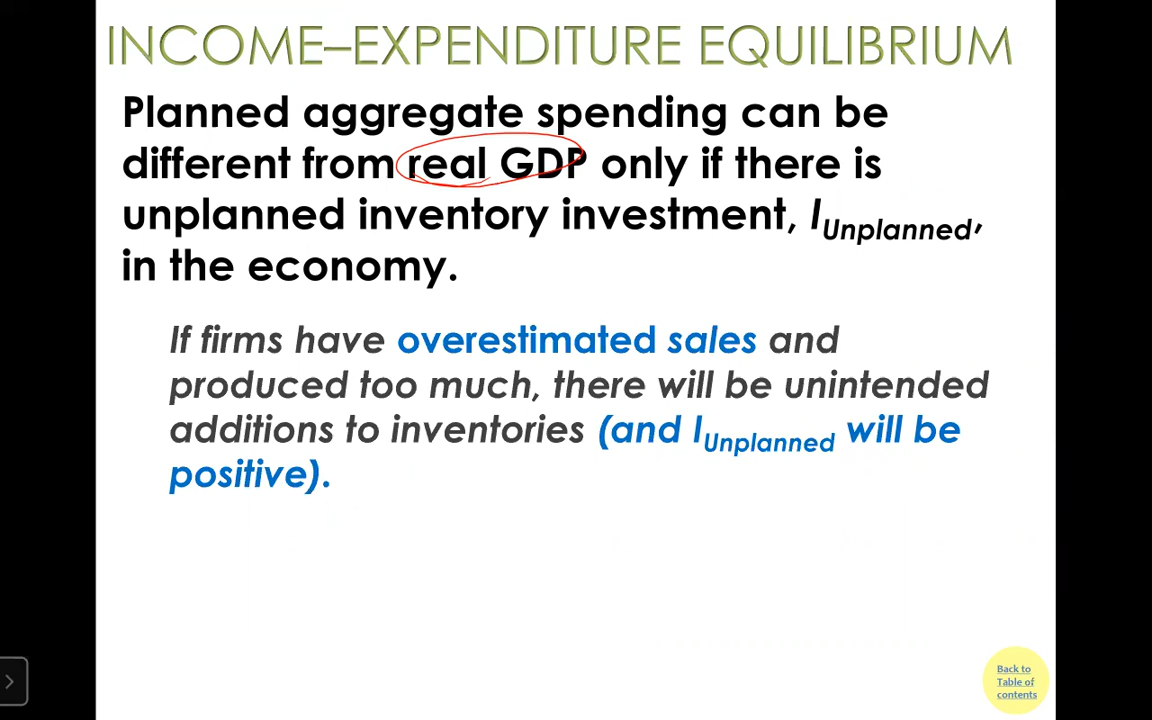 INCOME–EXPENDITURE EQUILIBRIUM
Planned aggregate spending can be
different from real GDP only if there is
unplanned inventory investment, I Unplanned,
in the economy.
If firms have overestimated sales and
produced too much, there will be unintended
additions to inventories (and I Unplanned will be
positive).
Back to
Table of
contents